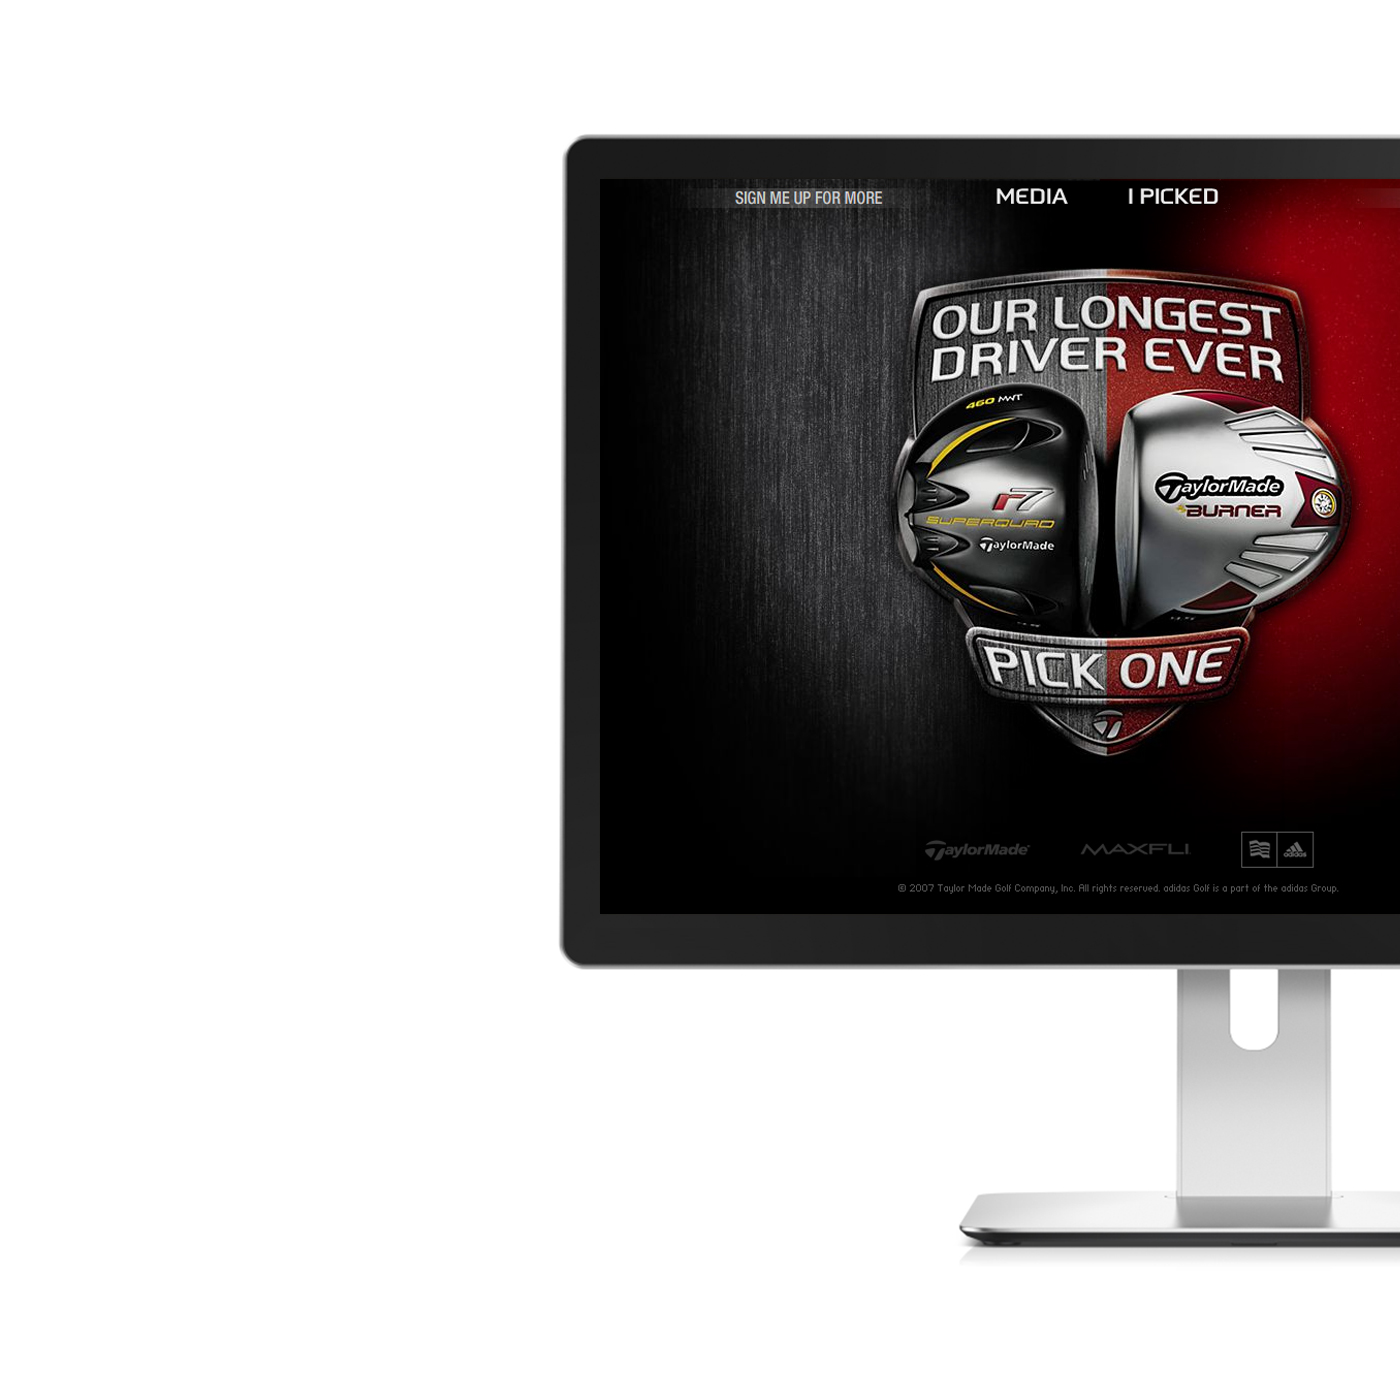 SIGN ME UP FOR MORE
MEDIA
I PICKED
OUR LONGEST
DRIVER EVER
460 MWT
r7
SUPERQUAD
TaylorMade
TaylorMade
BURNER
PICK ONE
TaylorMade
MAXFLI
adidas
© 2007 Taylor Made Golf Company, Inc. All rights reserved. adidas Golf is a part of the adidas Group.